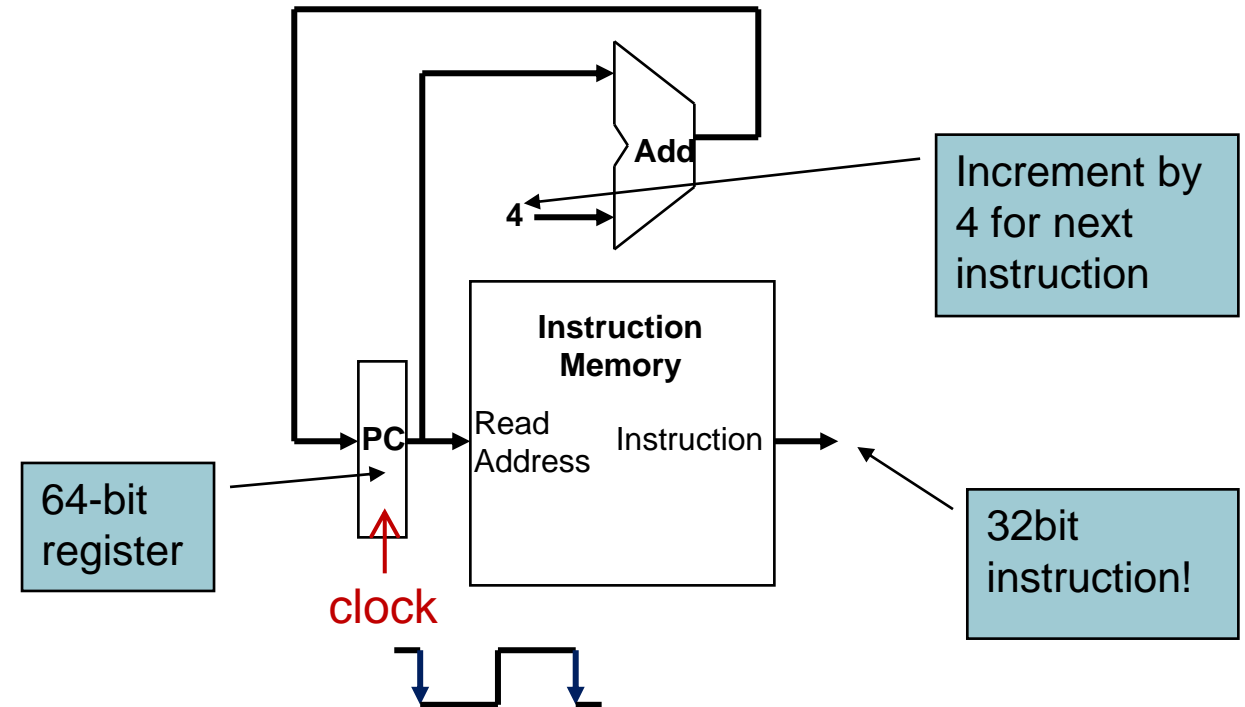 Add
4
Increment by
4 for next
instruction
Instruction
Memory
PC
Read
Address
Instruction
64-bit
register
clock
32bit
instruction!